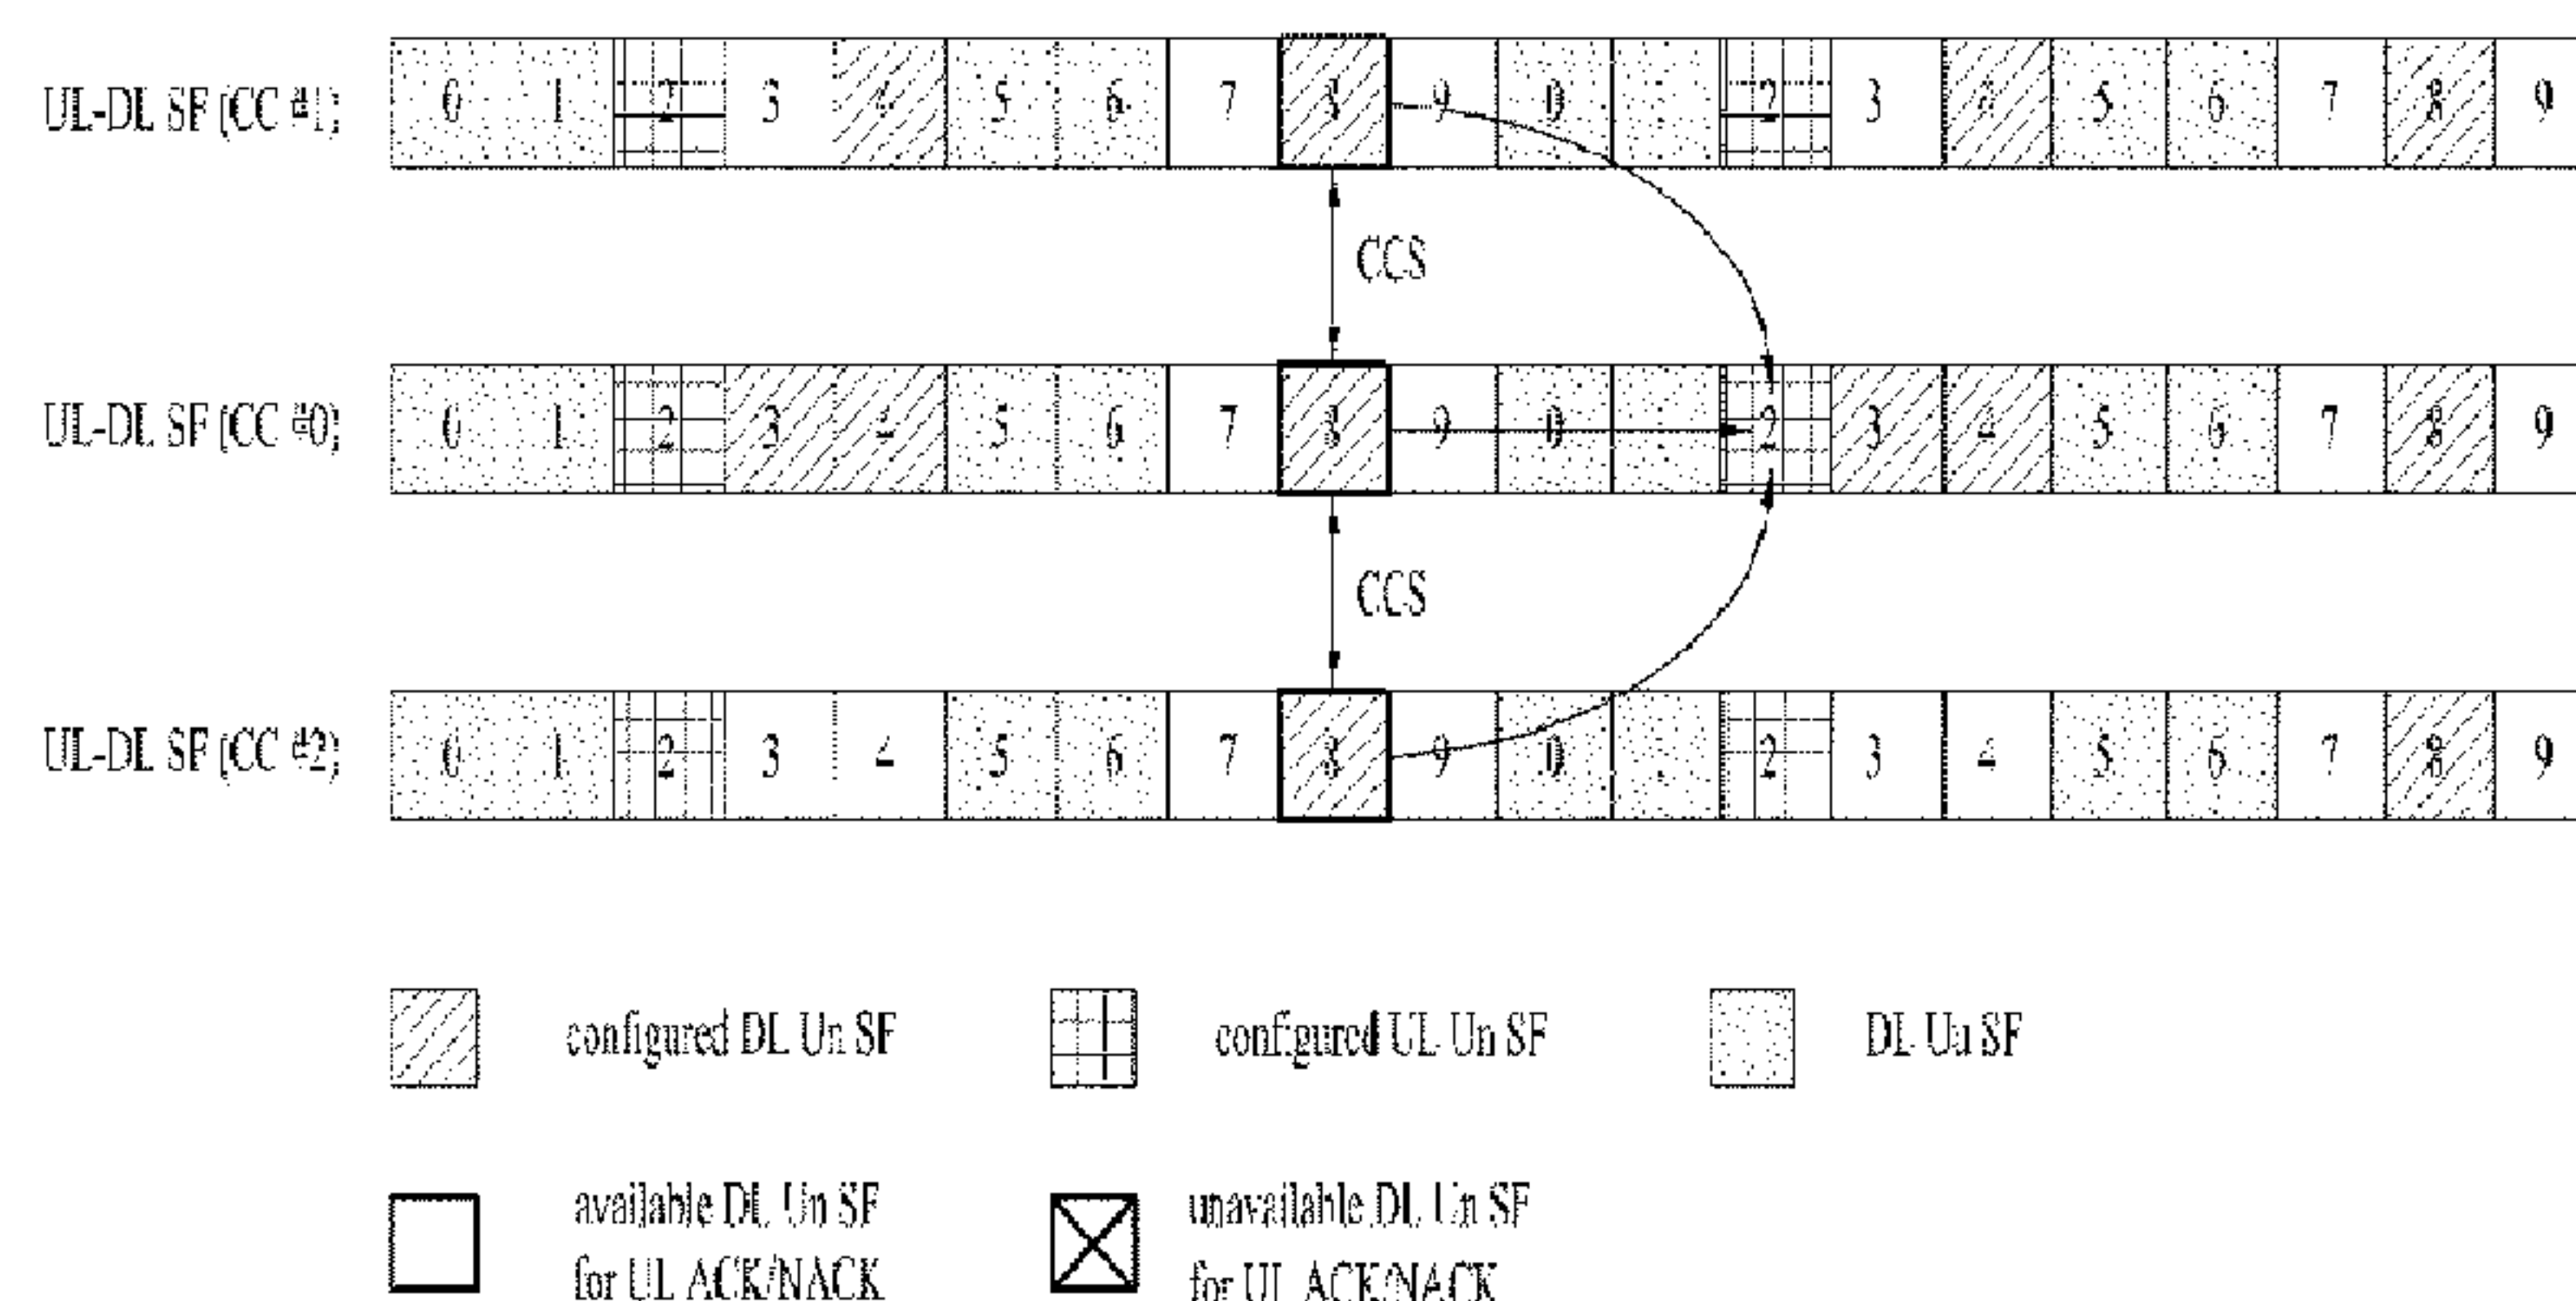 UL-DL SF (CC #1)
0 1 2 3 4 5 6 7 8 9 0 2 3 4 5 6 7 8 9
CCS
UL-DL SF (CC #0)
0 1 2 3 4 5 6 7 8 9 0 2 3 4 5 6 7 8 9
CCS
UL-DL SF (CC #2)
0 1 2 3 4 5 6 7 8 9 0 2 3 4 5 6 7 8 9
configured DL Un SF
configured UL Un SF
DL Uu SF
available DL Un SF
for UL ACK/NACK
unavailable DL Un SF
for UL ACK/NACK